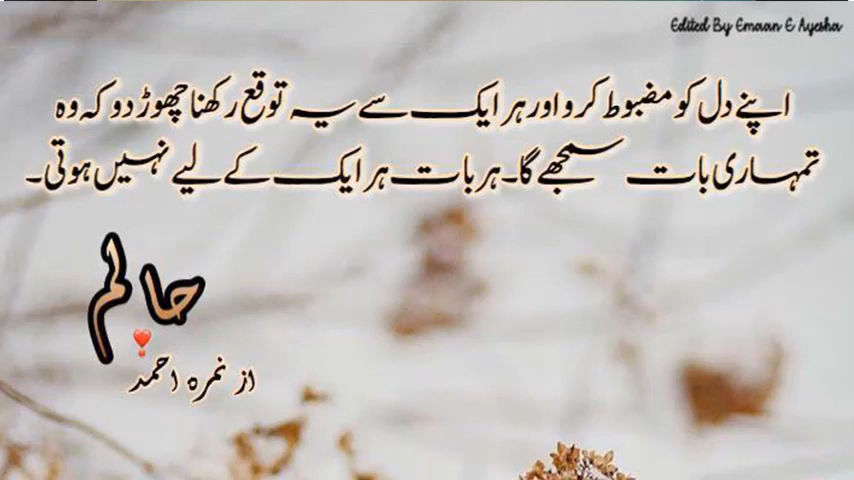 Edited By Emaan E Ayesha
اپنے دل کو مضبوط کرو اور ہر ایک سے یہ توقع رکھنا چھوڑ دو کہ وہ
تمہاری بات سمجھے گا۔ ہر بات ہر ایک کے لیے نہیں ہوتی۔
حالم
از نمرہ احمد